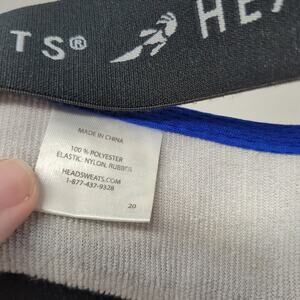 TS® HE
MADE IN CHINA
100 % POLYESTER
ELASTIC: NYLON, RUBBER
HEADSWEATS.COM
1-877-437-9328
20